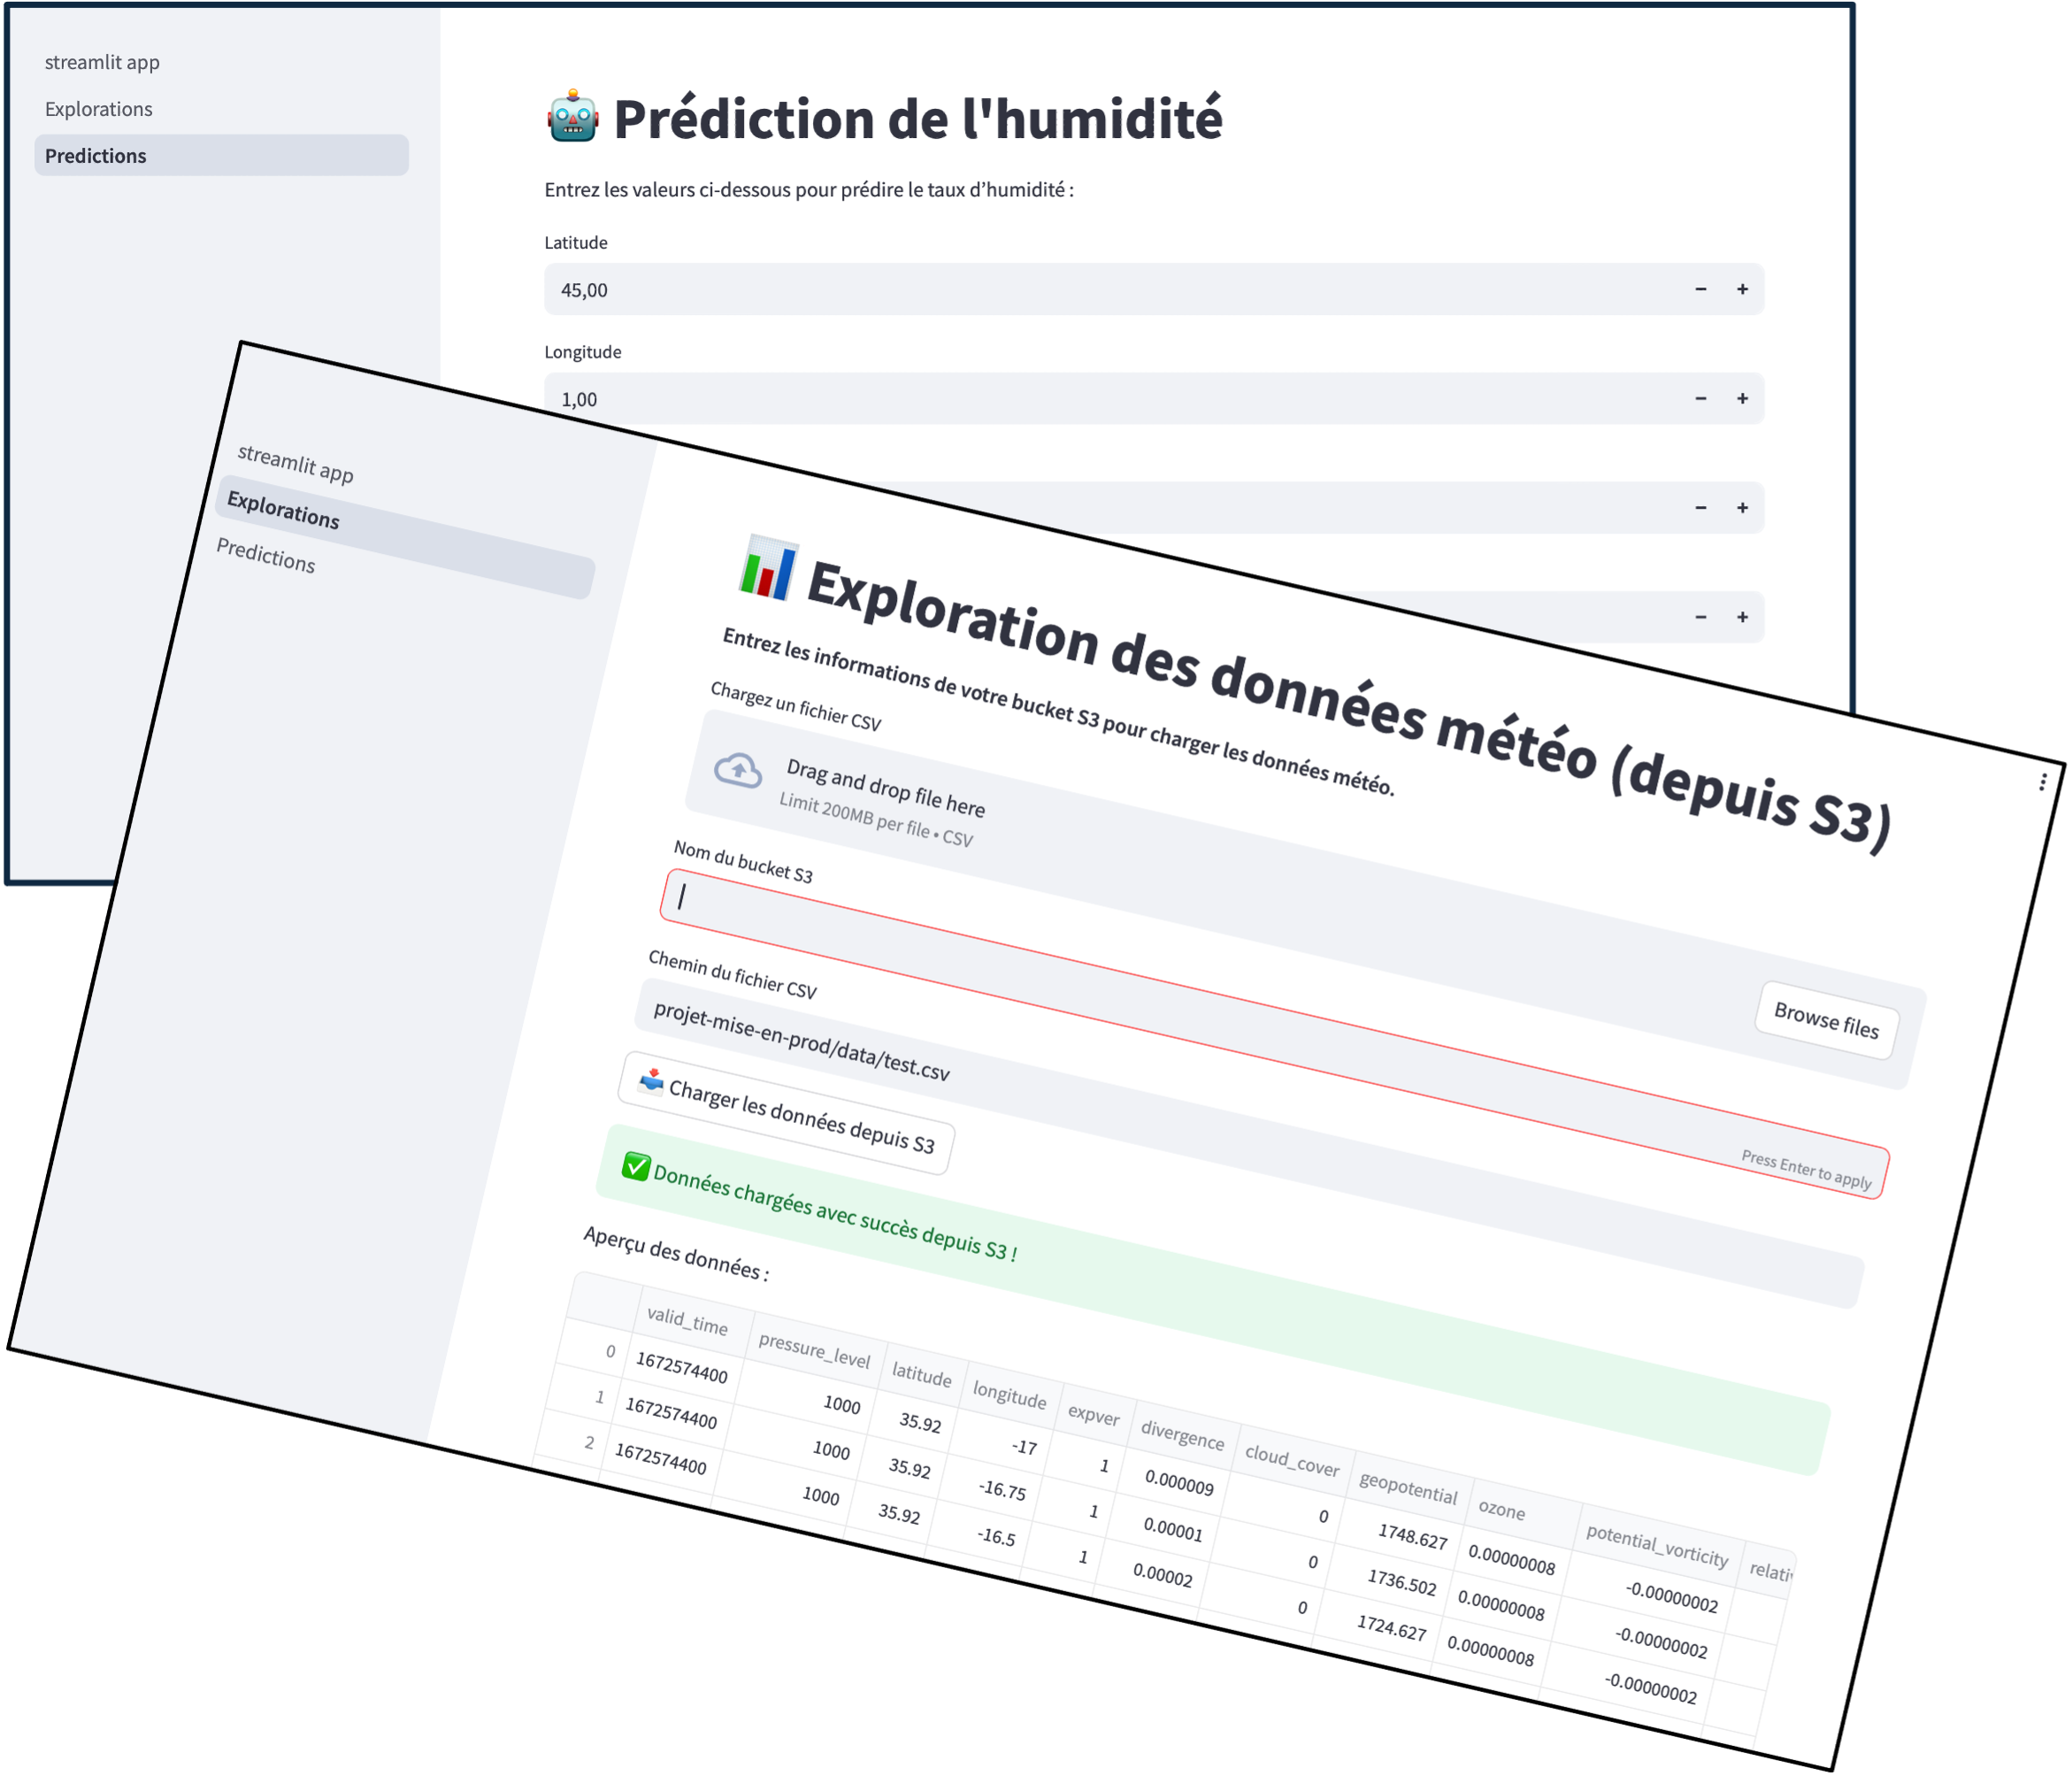 streamlit app
Explorations
Predictions
🤖 Prédiction de l'humidité
Entrez les valeurs ci-dessous pour prédire le taux d’humidité :
Latitude
45,00 − +
Longitude
1,00 − +
− +
− +
streamlit app
Explorations
Predictions
📊 Exploration des données météo (depuis S3)
Entrez les informations de votre bucket S3 pour charger les données météo.
Chargez un fichier CSV
Drag and drop file here
Limit 200MB per file • CSV
Browse files
Nom du bucket S3
Press Enter to apply
Chemin du fichier CSV
projet-mise-en-prod/data/test.csv
📥 Charger les données depuis S3
✅ Données chargées avec succès depuis S3 !
Aperçu des données :
valid_time pressure_level latitude longitude expver divergence cloud_cover geopotential ozone potential_vorticity relativ
0 1672574400 1000 35.92 -17 1 0.000009 0 1748.627 0.00000008 -0.00000002
1 1672574400 1000 35.92 -16.75 1 0.00001 0 1736.502 0.00000008 -0.00000002
2 1672574400 1000 35.92 -16.5 1 0.00002 0 1724.627 0.00000008 -0.00000002